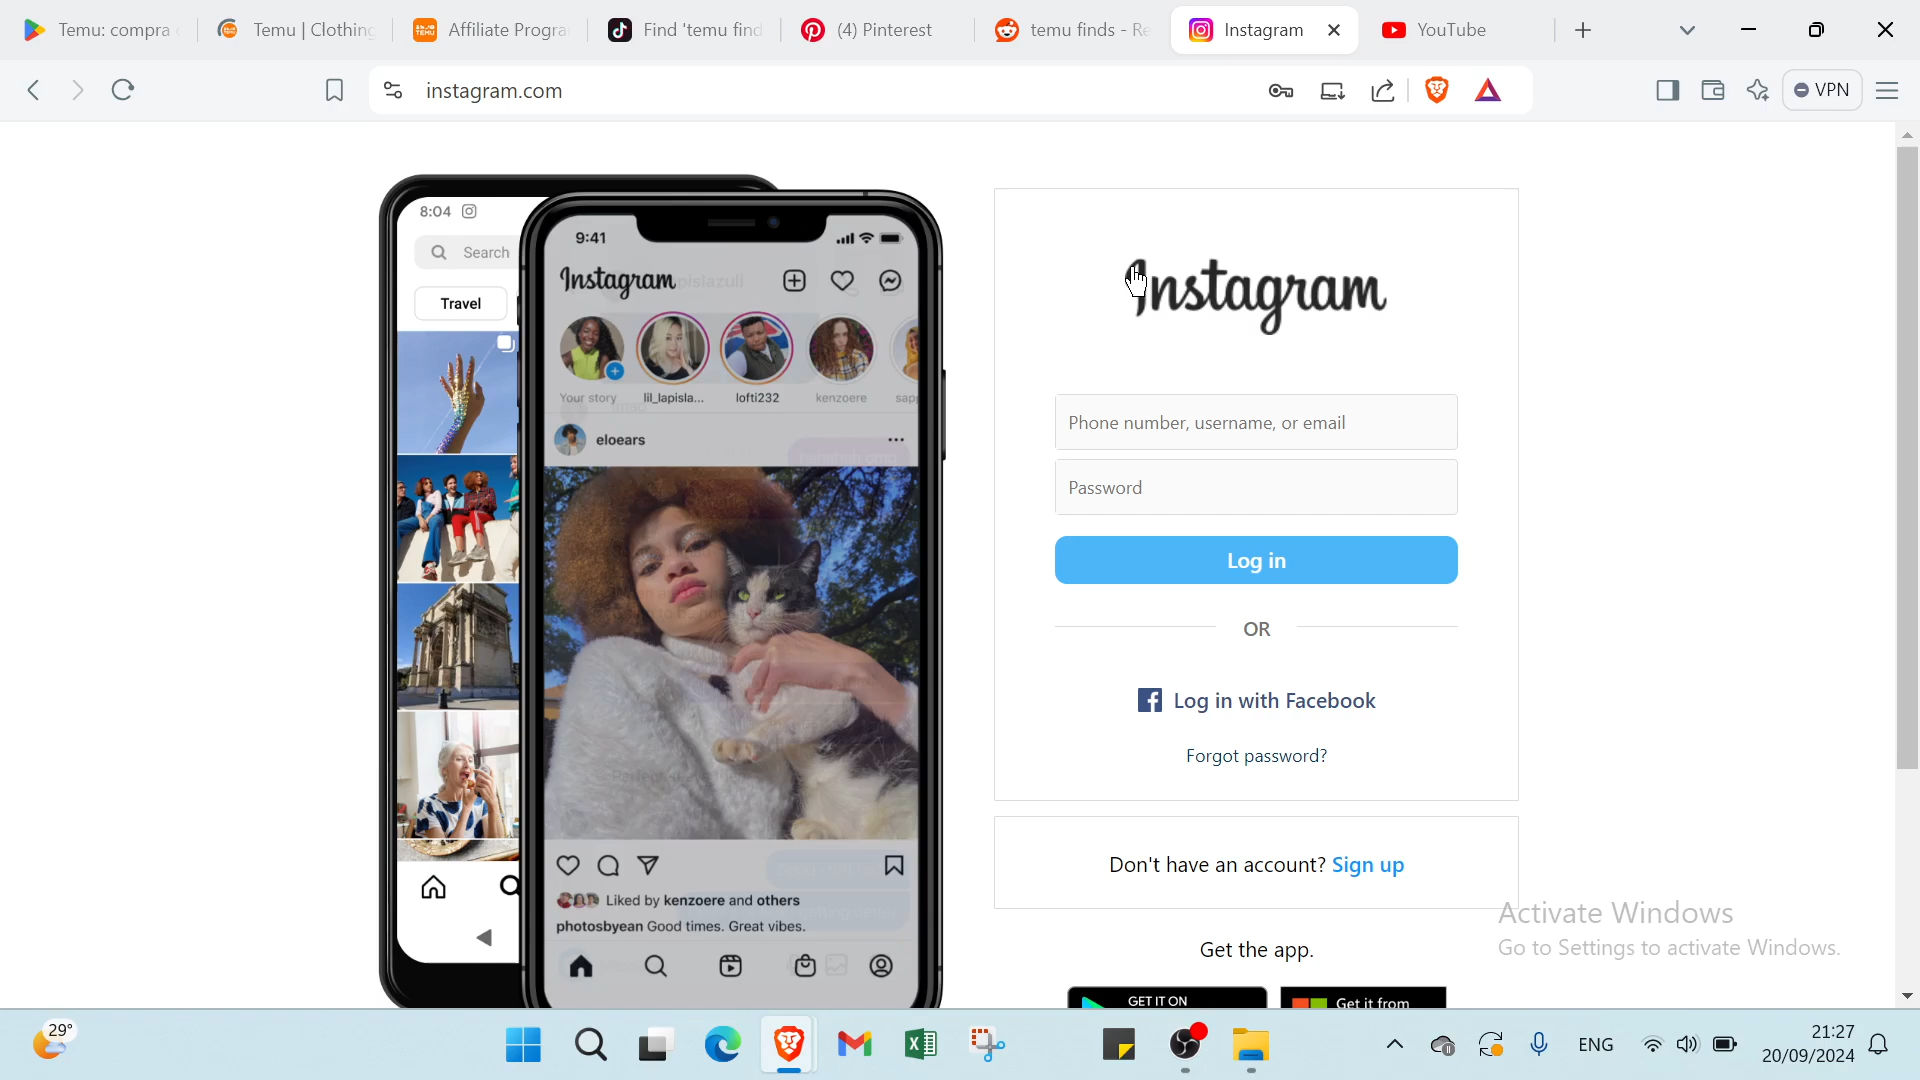 Temu: compra
Temu | Clothing
Affiliate Progra
Find 'temu find
(4) Pinterest
temu finds - Re
Instagram
YouTube
instagram.com
VPN
8:04
Search
Travel
9:41
Instagram
Your story
lil_lapisla...
lofti232
kenzoere
sapp
eloears
Liked by kenzoere and others
photosbyean Good times. Great vibes.
Instagram
Phone number, username, or email
Password
Log in
OR
Log in with Facebook
Forgot password?
Don't have an account? Sign up
Get the app.
GET IT ON
Get it from
Activate Windows
Go to Settings to activate Windows.
29°
ENG
21:27
20/09/2024